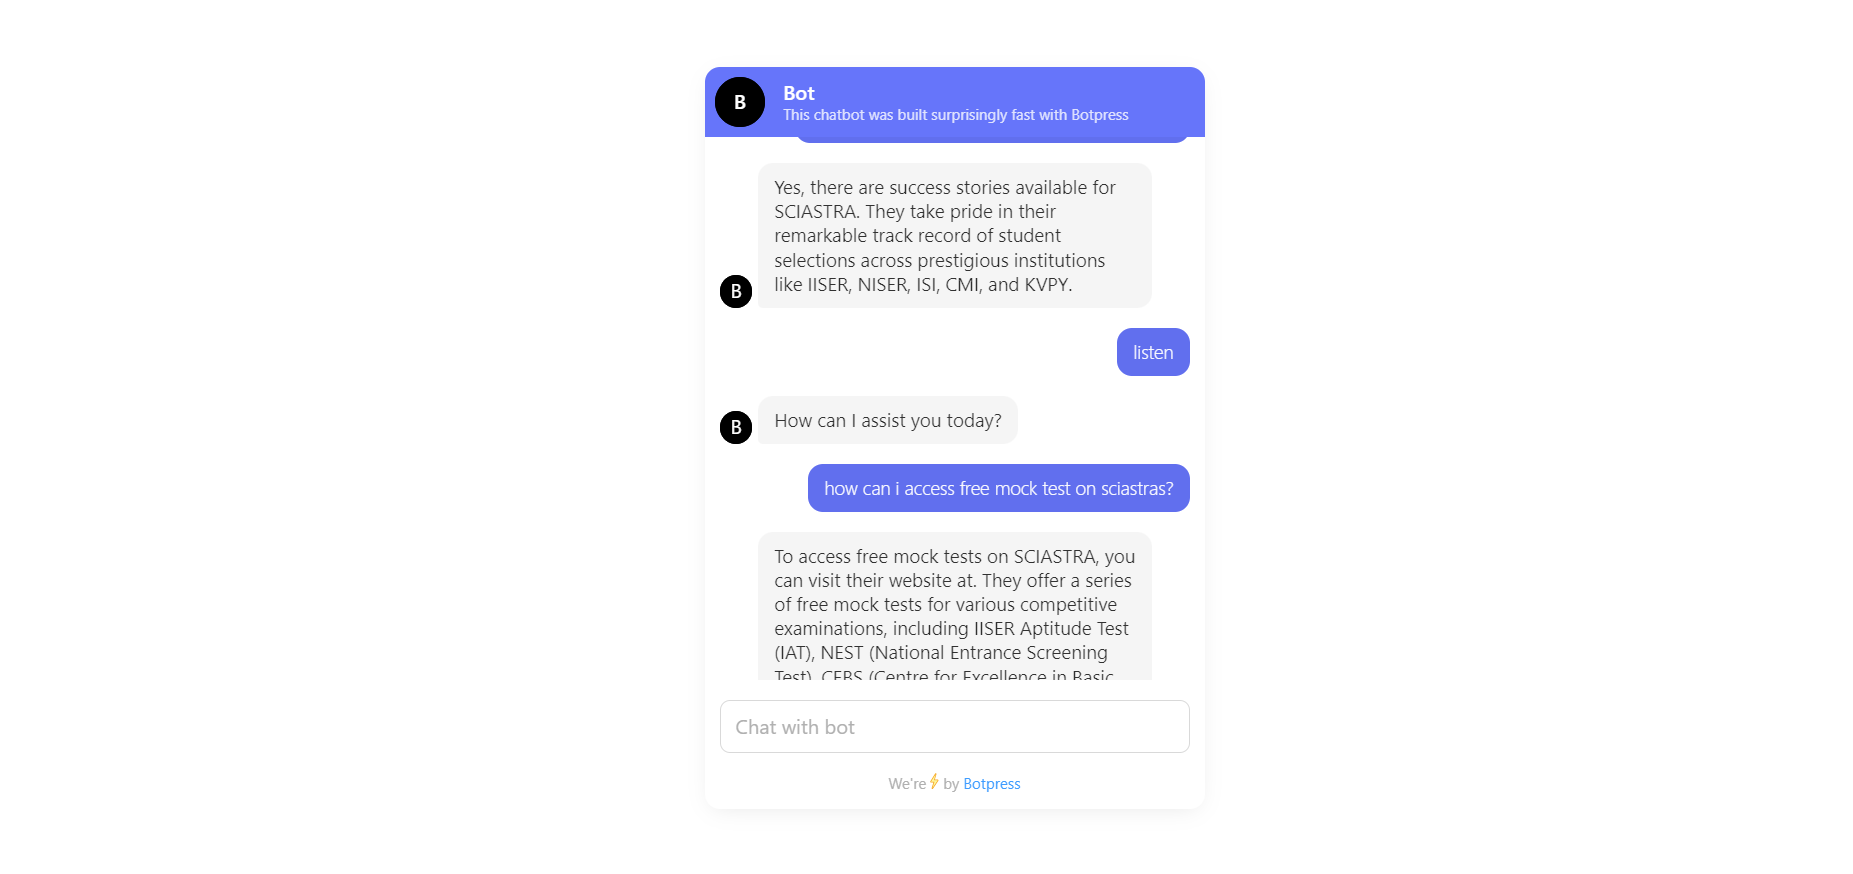 B
Bot
This chatbot was built surprisingly fast with Botpress
Yes, there are success stories available for
SCIASTRA. They take pride in their
remarkable track record of student
selections across prestigious institutions
like IISER, NISER, ISI, CMI, and KVPY.
B
listen
How can I assist you today?
B
how can i access free mock test on sciastras?
To access free mock tests on SCIASTRA, you
can visit their website at. They offer a series
of free mock tests for various competitive
examinations, including IISER Aptitude Test
(IAT), NEST (National Entrance Screening
Test), CEBS (Centre for Excellence in Basic
Chat with bot
We're⚡by Botpress